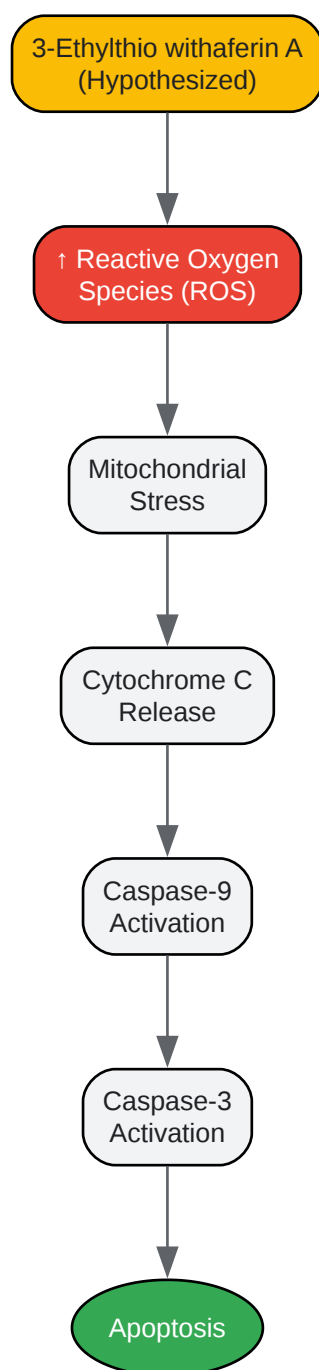 3-Ethylthio withaferin A
(Hypothesized)
↑ Reactive Oxygen
Species (ROS)
Mitochondrial
Stress
Cytochrome C
Release
Caspase-9
Activation
Caspase-3
Activation
Apoptosis